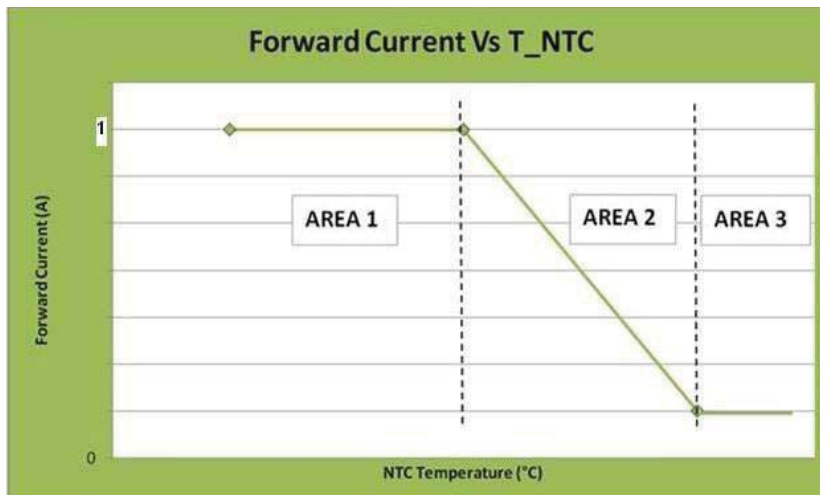 Forward Current Vs T_NTC
1
AREA 1
AREA 2
AREA 3
Forward Current (A)
0
NTC Temperature (°C)